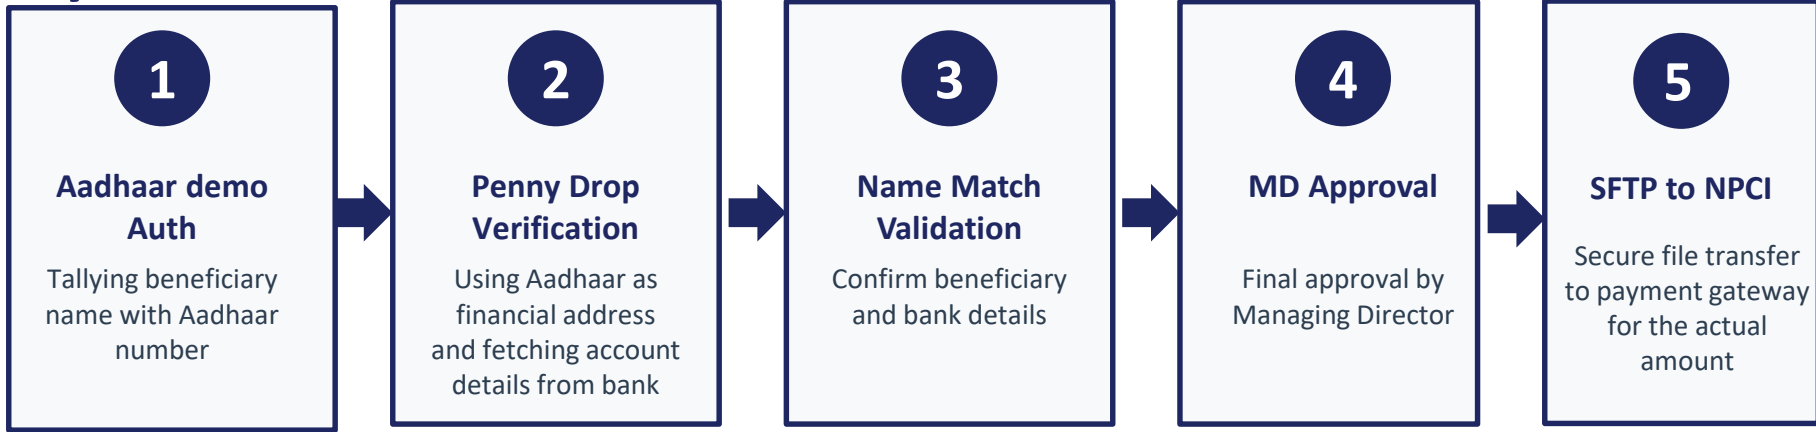 1
Aadhaar demo
Auth
Tallying beneficiary
name with Aadhaar
number
2
Penny Drop
Verification
Using Aadhaar as
financial address
and fetching account
details from bank
3
Name Match
Validation
Confirm beneficiary
and bank details
4
MD Approval
Final approval by
Managing Director
5
SFTP to NPCI
Secure file transfer
to payment gateway
for the actual
amount